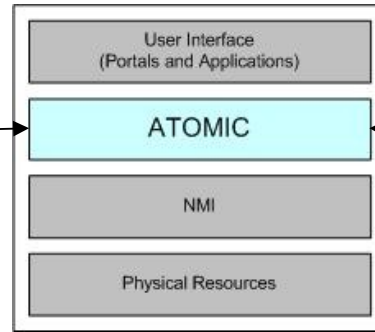 User Interface
(Portals and Applications)
ATOMIC
NMI
Physical Resources